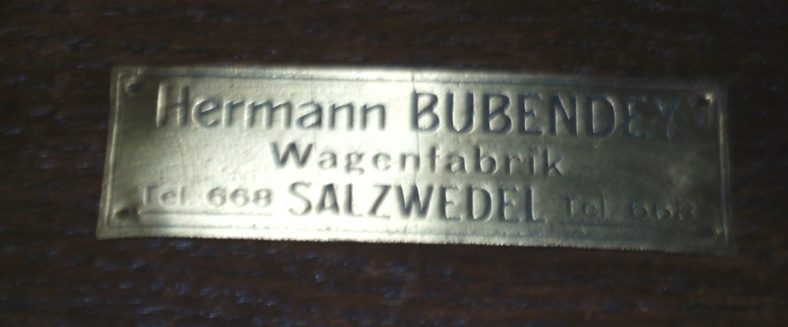 Hermann BUBENDEY
Wagenfabrik
Tel. 668 SALZWEDEL Tel. 668